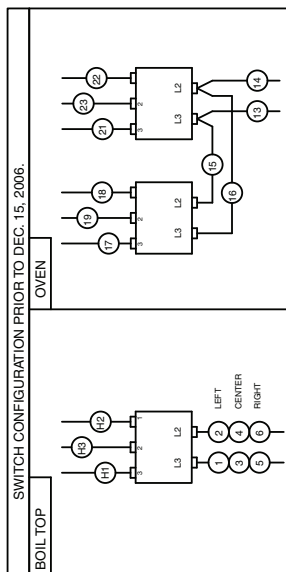 SWITCH CONFIGURATION PRIOR TO DEC. 15, 2006.
BOIL TOP
H1 H3 H2
3 2 1
L3 L2
1 2 LEFT
3 4 CENTER
5 6 RIGHT
OVEN
17 19 18
3 2
L3 L2
21 23 22
3 2
L3 L2
15
16
13 14